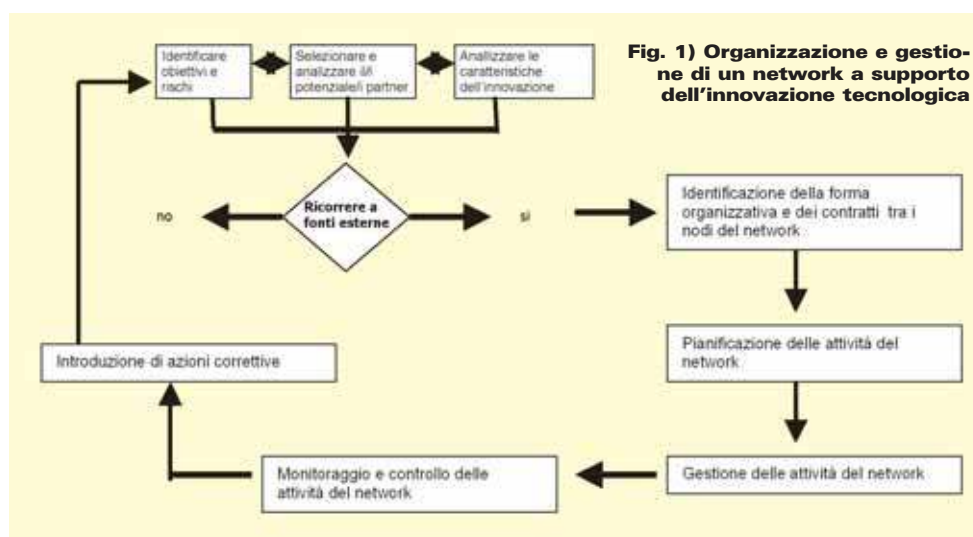 Fig. 1) Organizzazione e gestio-
ne di un network a supporto
dell'innovazione tecnologica
Identificare
obiettivi e
rischi
Selezionare e
analizzare il/i
potenziale/i partner
Analizzare le
caratteristiche
dell'innovazione
Ricorrere a
fonti esterne
no
si
Identificazione della forma
organizzativa e dei contratti tra i
nodi del network
Pianificazione delle attività del
network
Gestione delle attività del network
Monitoraggio e controllo delle
attività del network
Introduzione di azioni correttive